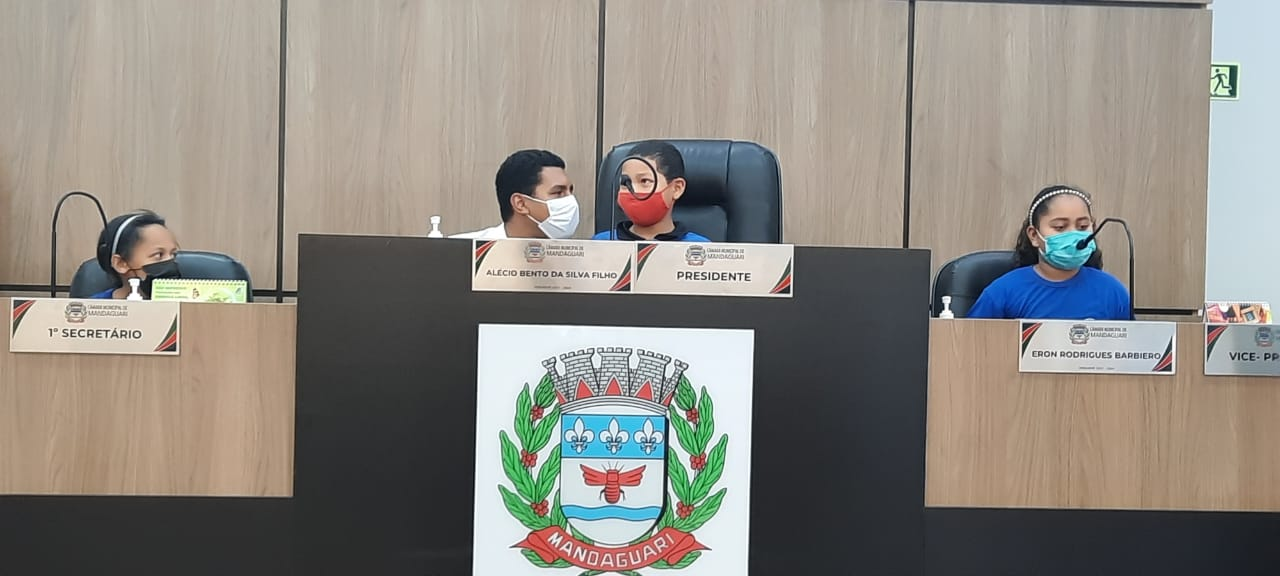 CÂMARA MUNICIPAL DE
MANDAGUARI
1º SECRETÁRIO
CÂMARA MUNICIPAL DE
MANDAGUARI
ALÉCIO BENTO DA SILVA FILHO
CÂMARA MUNICIPAL DE
MANDAGUARI
PRESIDENTE
CÂMARA MUNICIPAL DE
MANDAGUARI
ERON RODRIGUES BARBIERO
VICE- PR
MANDAGUARI